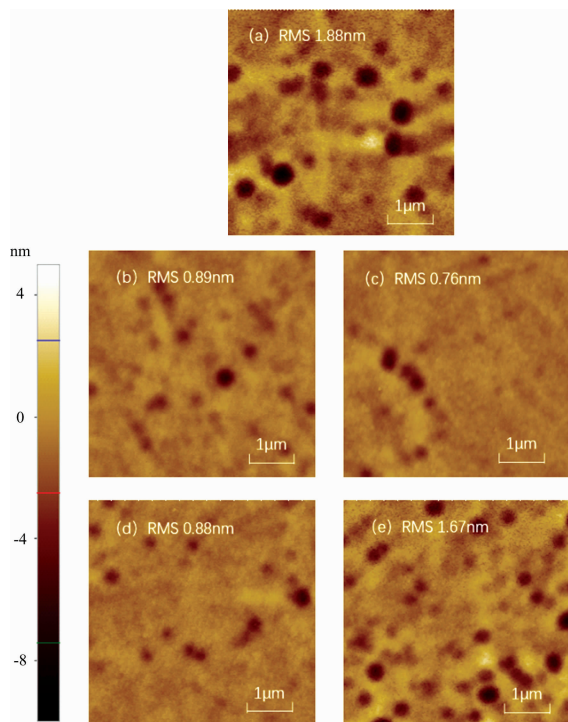 (a) RMS 1.88nm
1μm
nm
4
0
-4
-8
(b) RMS 0.89nm
1μm
(c) RMS 0.76nm
1μm
(d) RMS 0.88nm
1μm
(e) RMS 1.67nm
1μm